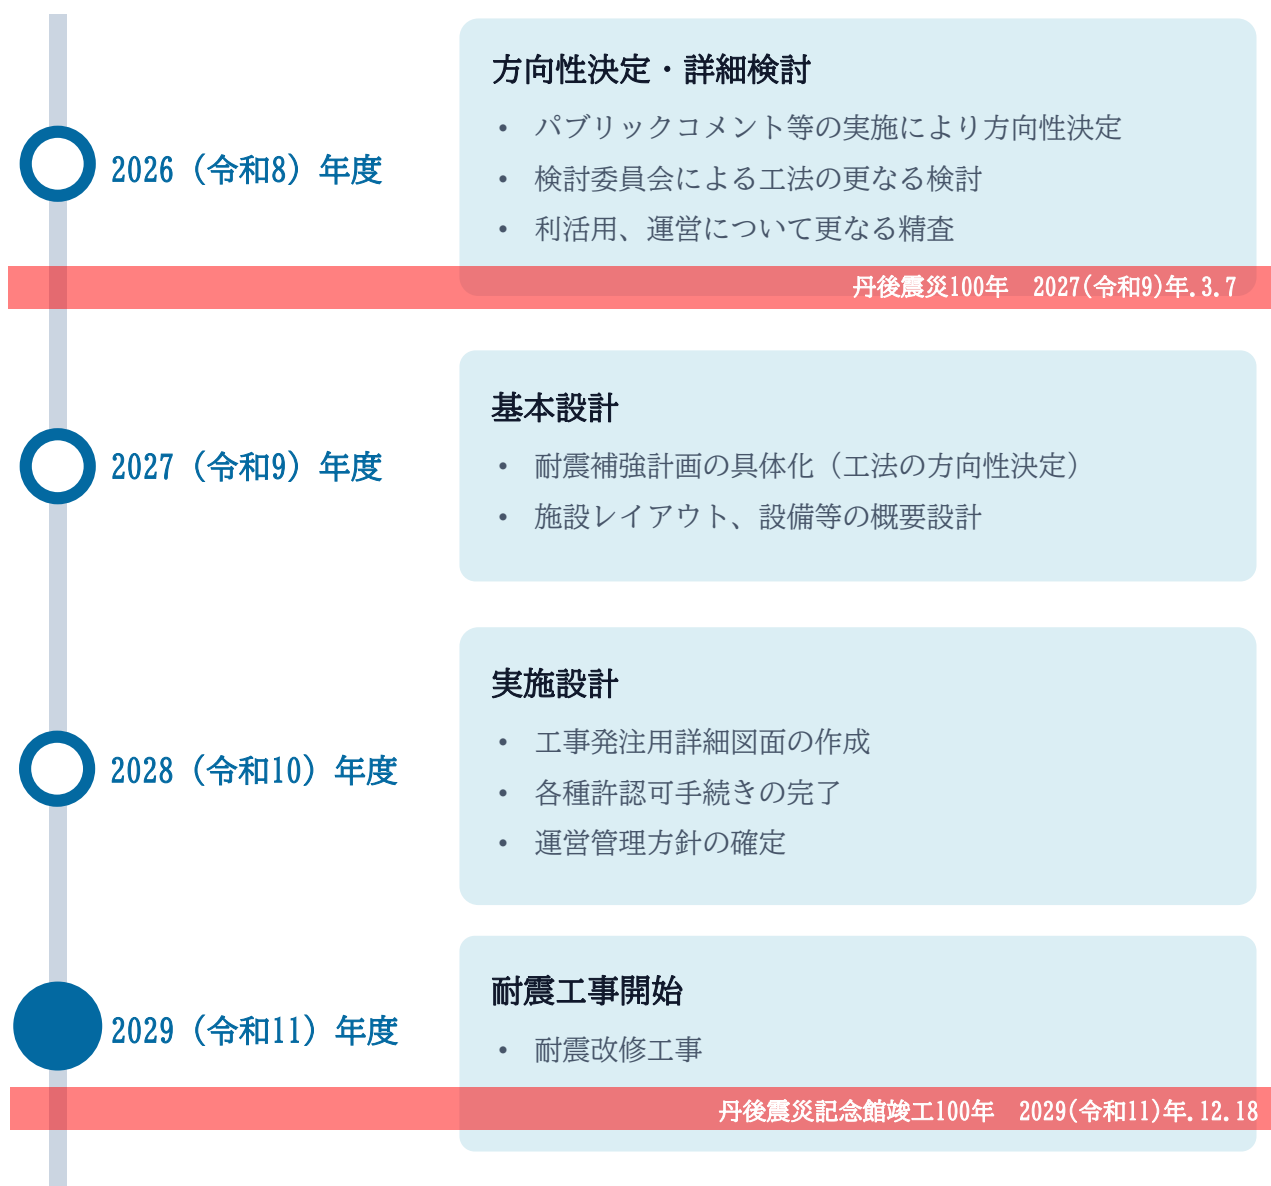 方向性決定・詳細検討
• パブリックコメント等の実施により方向性決定
2026（令和8）年度
• 検討委員会による工法の更なる検討
• 利活用、運営について更なる精査
丹後震災100年　2027(令和9)年.3.7
基本設計
2027（令和9）年度
• 耐震補強計画の具体化（工法の方向性決定）
• 施設レイアウト、設備等の概要設計
実施設計
• 工事発注用詳細図面の作成
2028（令和10）年度
• 各種許認可手続きの完了
• 運営管理方針の確定
耐震工事開始
2029（令和11）年度
• 耐震改修工事
丹後震災記念館竣工100年　2029(令和11)年.12.18